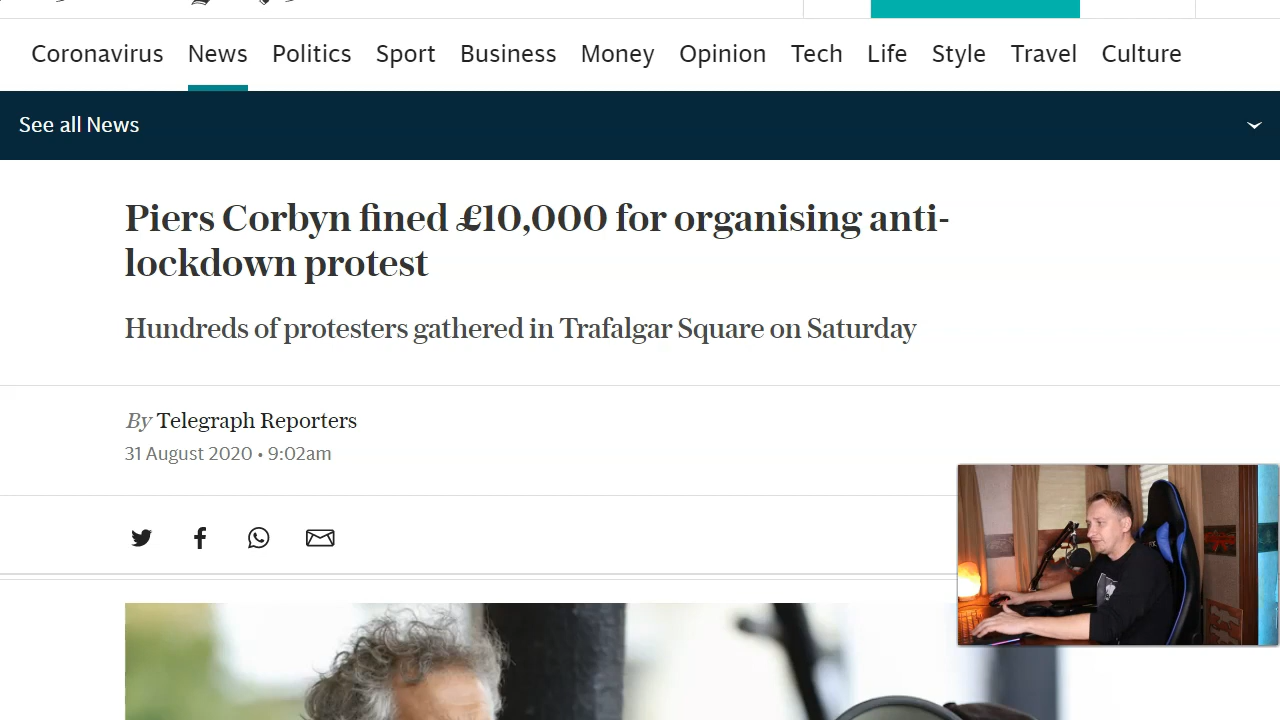 Coronavirus News Politics Sport Business Money Opinion Tech Life Style Travel Culture
See all News
Piers Corbyn fined £10,000 for organising anti-
lockdown protest
Hundreds of protesters gathered in Trafalgar Square on Saturday
By Telegraph Reporters
31 August 2020 • 9:02am